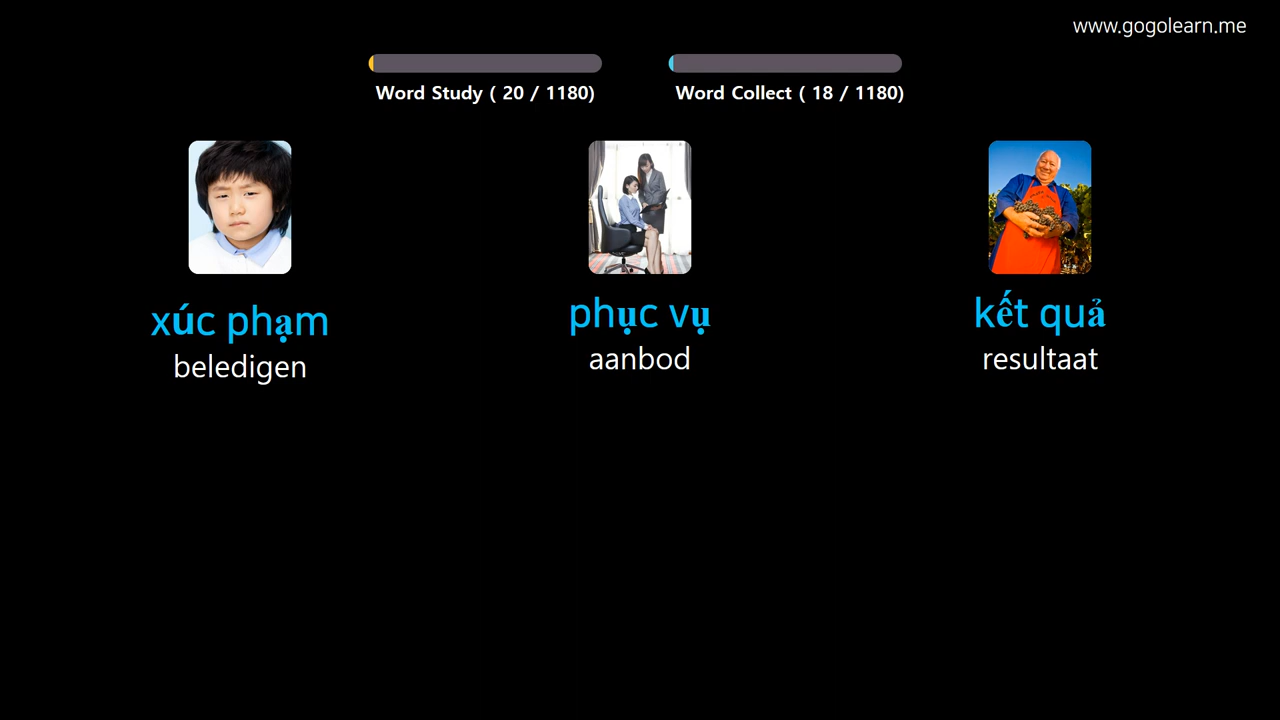 www.gogolearn.me
Word Study ( 20 / 1180)
Word Collect ( 18 / 1180)
xúc phạm
beledigen
phục vụ
aanbod
kết quả
resultaat